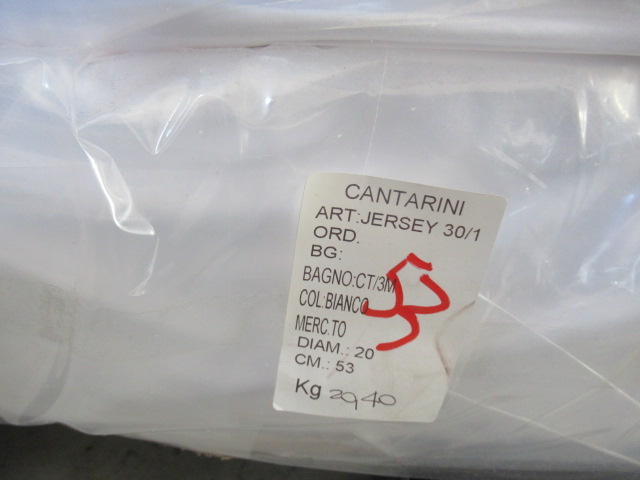 CANTARINI
ART:JERSEY 30/1
ORD.
BG:
BAGNO:CT/3M
COL:BIANCO
MERC.TO
DIAM.: 20
CM.: 53
Kg 29,40